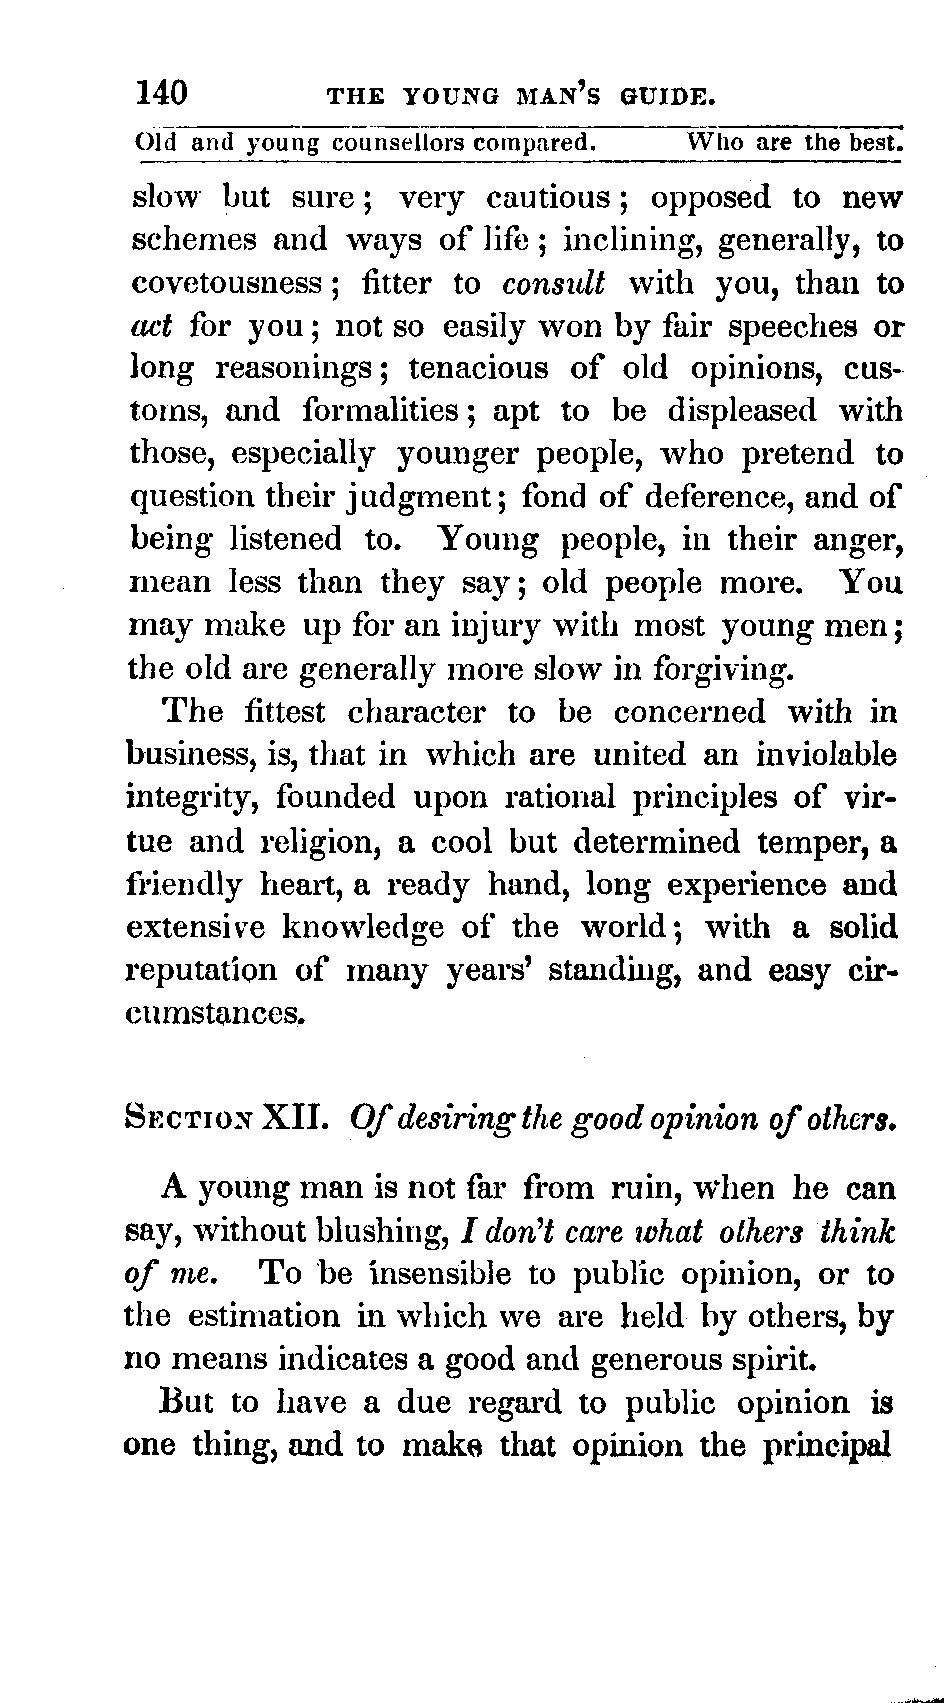 140 THE YOUNG MAN'S GUIDE.
Old and young counsellors compared. Who are the best.
slow but sure; very cautious; opposed to new
schemes and ways of life; inclining, generally, to
covetousness; fitter to consult with you, than to
act for you; not so easily won by fair speeches or
long reasonings; tenacious of old opinions, cus-
toms, and formalities; apt to be displeased with
those, especially younger people, who pretend to
question their judgment; fond of deference, and of
being listened to. Young people, in their anger,
mean less than they say; old people more. You
may make up for an injury with most young men;
the old are generally more slow in forgiving.
The fittest character to be concerned with in
business, is, that in which are united an inviolable
integrity, founded upon rational principles of vir-
tue and religion, a cool but determined temper, a
friendly heart, a ready hand, long experience and
extensive knowledge of the world; with a solid
reputation of many years' standing, and easy cir-
cumstances.
SECTION XII. Of desiring the good opinion of others.
A young man is not far from ruin, when he can
say, without blushing, I don't care what others think
of me. To be insensible to public opinion, or to
the estimation in which we are held by others, by
no means indicates a good and generous spirit.
But to have a due regard to public opinion is
one thing, and to make that opinion the principal